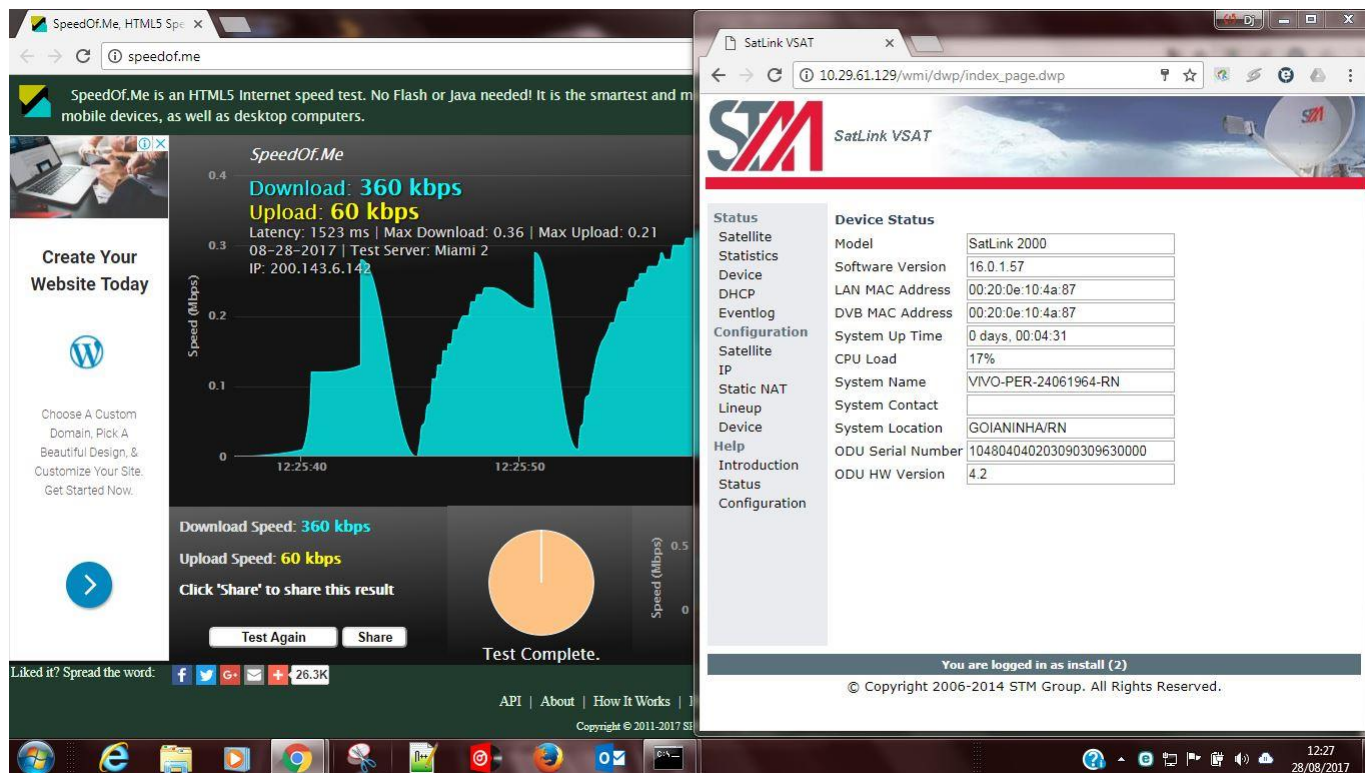 SpeedOf.Me, HTML5 Spe
speedof.me
SpeedOf.Me is an HTML5 Internet speed test. No Flash or Java needed! It is the smartest and m
mobile devices, as well as desktop computers.
Create Your
Website Today
Choose A Custom
Domain, Pick A
Beautiful Design, &
Customize Your Site.
Get Started Now.
SpeedOf.Me
Download: 360 kbps
Upload: 60 kbps
Latency: 1523 ms | Max Download: 0.36 | Max Upload: 0.21
08-28-2017 | Test Server: Miami 2
IP: 200.143.6.142
Speed (Mbps)
0.4
0.3
0.2
0.1
0
12:25:40
12:25:50
Download Speed: 360 kbps
Upload Speed: 60 kbps
Click 'Share' to share this result
Test Again
Share
Test Complete.
Speed (Mbps)
0.5
0
Liked it? Spread the word:
26.3K
API | About | How It Works |
Copyright © 2011-2017
Dj
SatLink VSAT
10.29.61.129/wmi/dwp/index_page.dwp
STM
SatLink VSAT
STM
Status
Satellite
Statistics
Device
DHCP
Eventlog
Configuration
Satellite
IP
Static NAT
Lineup
Device
Help
Introduction
Status
Configuration
Device Status
Model SatLink 2000
Software Version 16.0.1.57
LAN MAC Address 00:20:0e:10:4a:87
DVB MAC Address 00:20:0e:10:4a:87
System Up Time 0 days, 00:04:31
CPU Load 17%
System Name VIVO-PER-24061964-RN
System Contact
System Location GOIANINHA/RN
ODU Serial Number 104804040203090309630000
ODU HW Version 4.2
You are logged in as install (2)
© Copyright 2006-2014 STM Group. All Rights Reserved.
12:27
28/08/2017